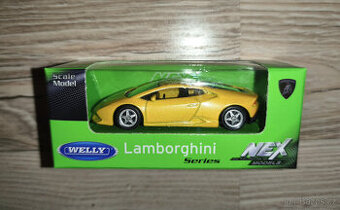 Scale
Model
WELLY
Lamborghini
Series
NEX
MODELS